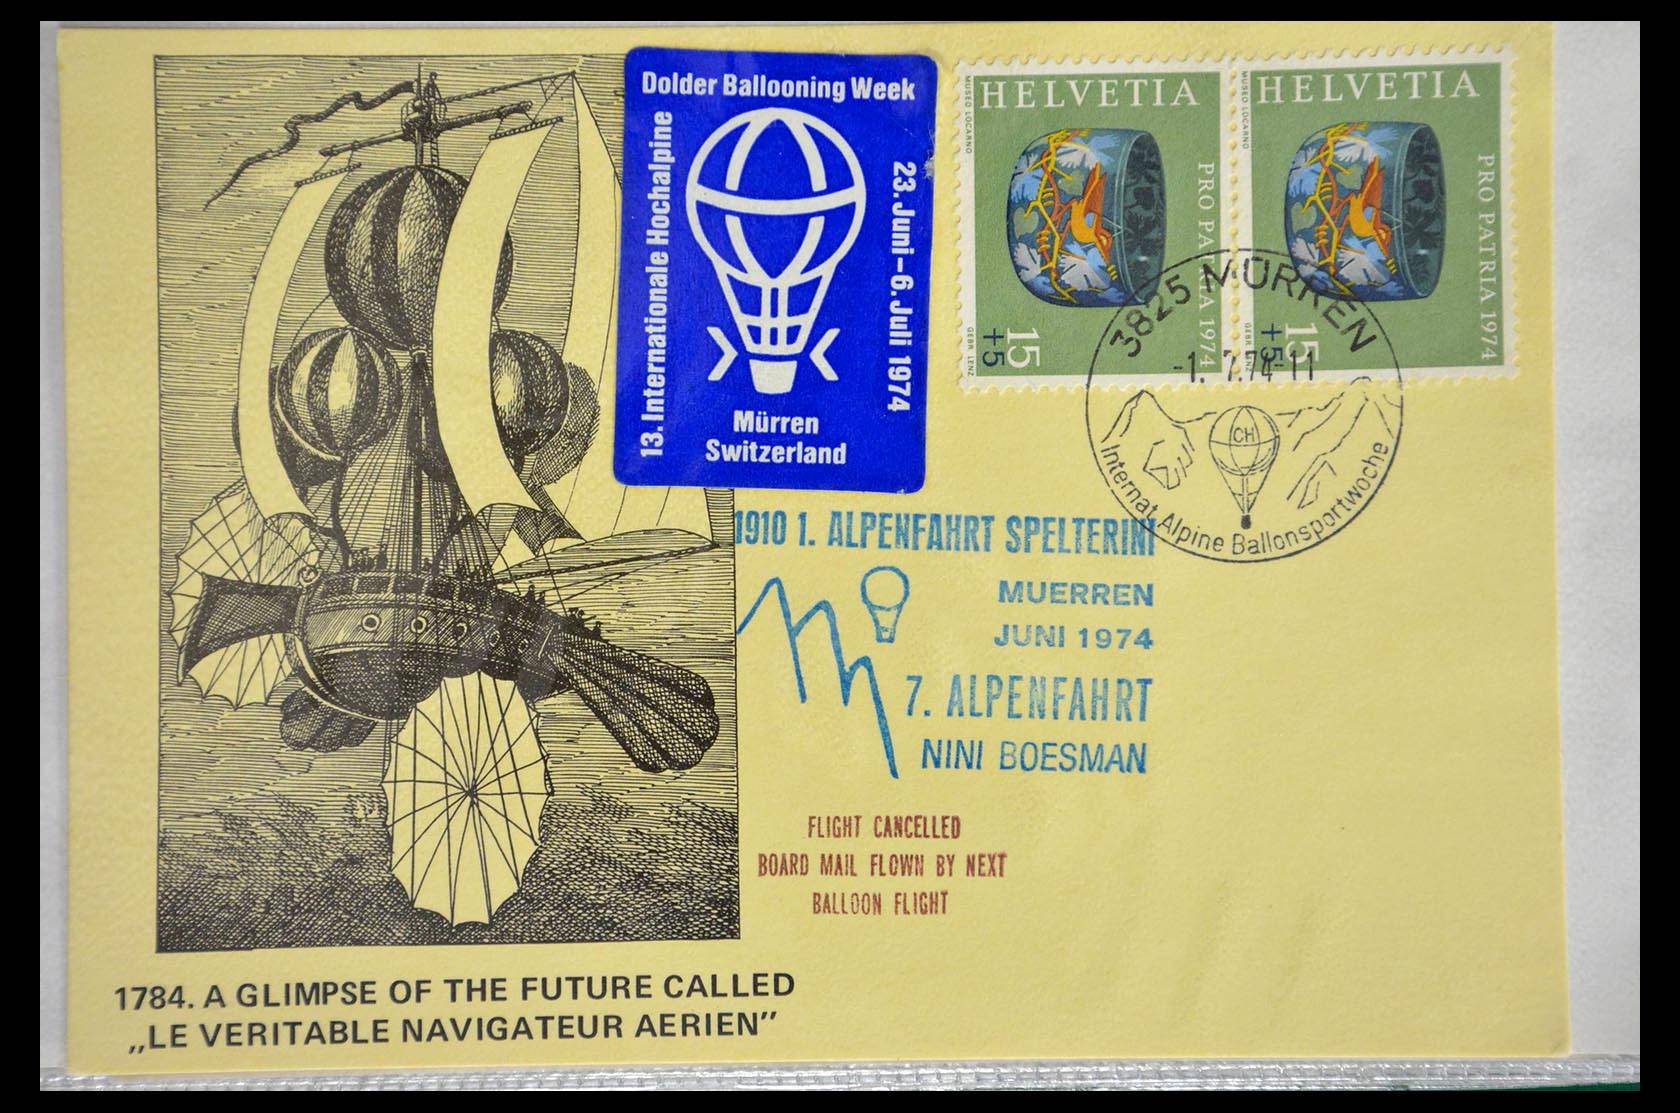 Dolder Ballooning Week
13. Internationale Hochalpine
23. Juni–6. Juli 1974
Mürren
Switzerland
HELVETIA
MUSEO LOCARNO
PRO PATRIA 1974
15
+5
GEBR. LENZ
HELVETIA
MUSEO LOCARNO
PRO PATRIA 1974
15
+5
GEBR. LENZ
3825 MÜRREN
-1. 7.74-11
CH
Internat. Alpine Ballonsportwoche
1910 1. ALPENFAHRT SPELTERINI
MUERREN
JUNI 1974
7. ALPENFAHRT
NINI BOESMAN
FLIGHT CANCELLED
BOARD MAIL FLOWN BY NEXT
BALLOON FLIGHT
1784. A GLIMPSE OF THE FUTURE CALLED
„LE VERITABLE NAVIGATEUR AERIEN”